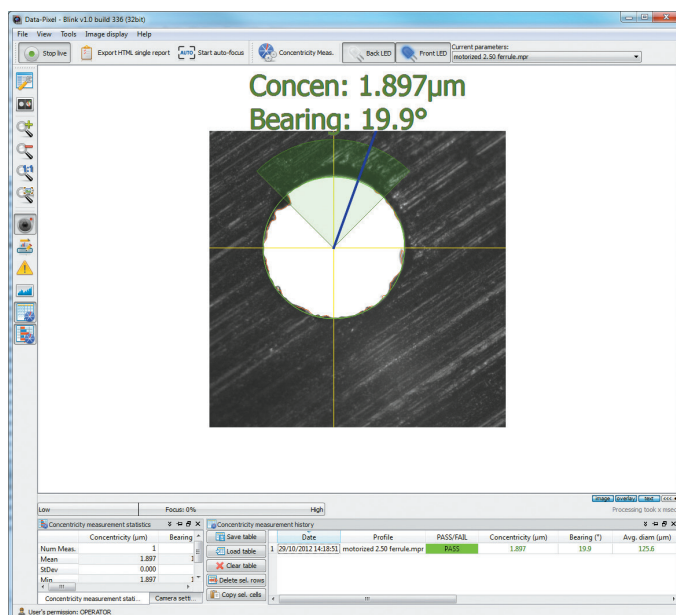 Data-Pixel - Blink v1.0 build 336 (32bit)
File View Tools Image display Help
Stop live Export HTML single report AUTO Start auto-focus Concentricity Meas. Back LED Front LED Current parameters:
motorized 2.50 ferrule.mpr
Concen: 1.897µm
Bearing: 19.9°
1:1
image overlay text <<<
Low Focus: 0% High Processing took x msec
Concentricity measurement statistics
Concentricity (µm) Bearing
Num Meas. 1
Mean 1.897 1
StDev 0.000
Min 1.897 1
Concentricity measurement stati... Camera setti...
Concentricity measurement history
Save table
Load table
Clear table
Delete sel. rows
Copy sel. cells
Date Profile PASS/FAIL Concentricity (µm) Bearing (°) Avg. diam (µm)
1 29/10/2012 14:18:51 motorized 2.50 ferrule.mpr PASS 1.897 19.9 125.6
User's permission: OPERATOR